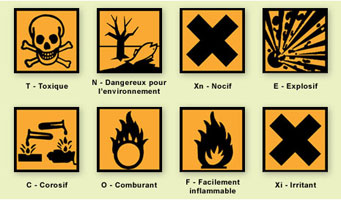 T - Toxique
N - Dangereux pour
l'environnement
Xn - Nocif
E - Explosif
C - Corosif
O - Comburant
F - Facilement
inflammable
Xi - Irritant